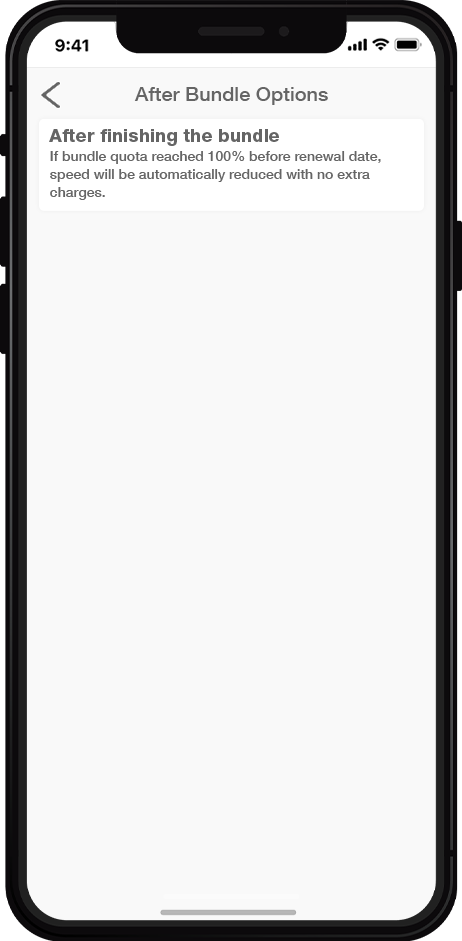 9:41
After Bundle Options
After finishing the bundle
If bundle quota reached 100% before renewal date,
speed will be automatically reduced with no extra
charges.